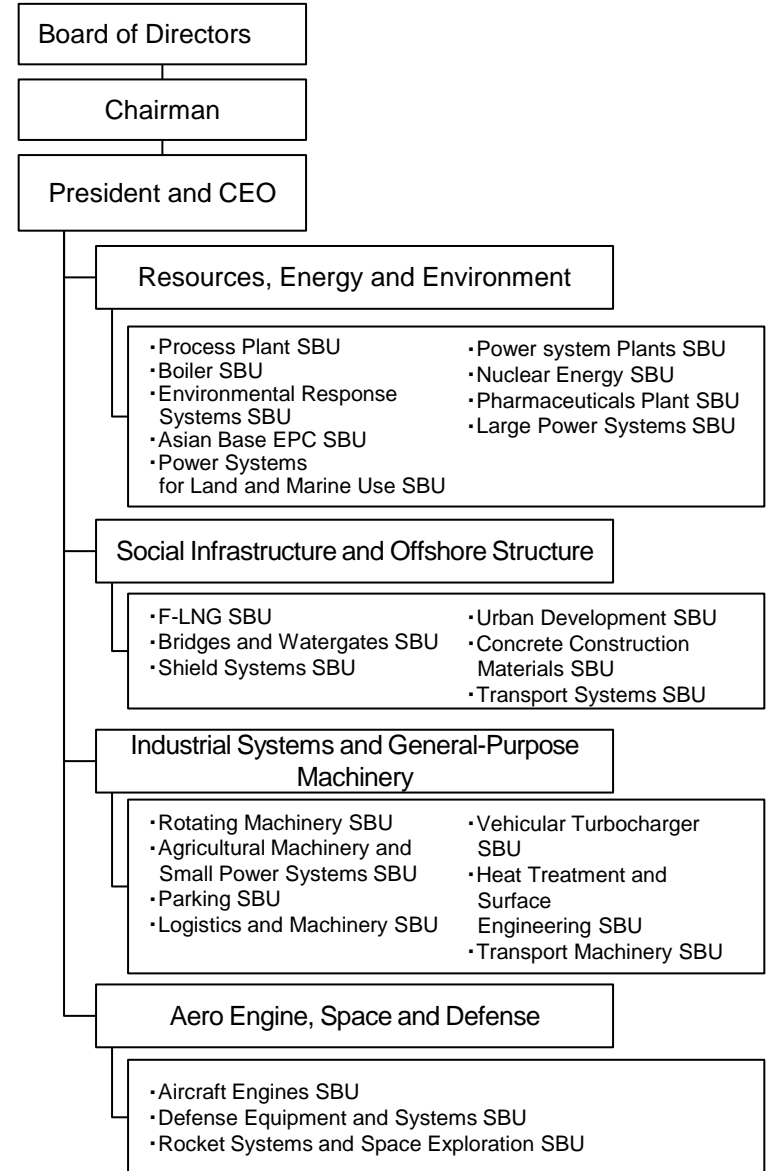 Board of Directors
Chairman
President and CEO
Resources, Energy and Environment
・Process Plant SBU
・Boiler SBU
・Environmental Response
Systems SBU
・Asian Base EPC SBU
・Power Systems
for Land and Marine Use SBU
・Power system Plants SBU
・Nuclear Energy SBU
・Pharmaceuticals Plant SBU
・Large Power Systems SBU
Social Infrastructure and Offshore Structure
・F-LNG SBU
・Bridges and Watergates SBU
・Shield Systems SBU
・Urban Development SBU
・Concrete Construction
Materials SBU
・Transport Systems SBU
Industrial Systems and General-Purpose
Machinery
・Rotating Machinery SBU
・Agricultural Machinery and
Small Power Systems SBU
・Parking SBU
・Logistics and Machinery SBU
・Vehicular Turbocharger
SBU
・Heat Treatment and
Surface
Engineering SBU
・Transport Machinery SBU
Aero Engine, Space and Defense
・Aircraft Engines SBU
・Defense Equipment and Systems SBU
・Rocket Systems and Space Exploration SBU